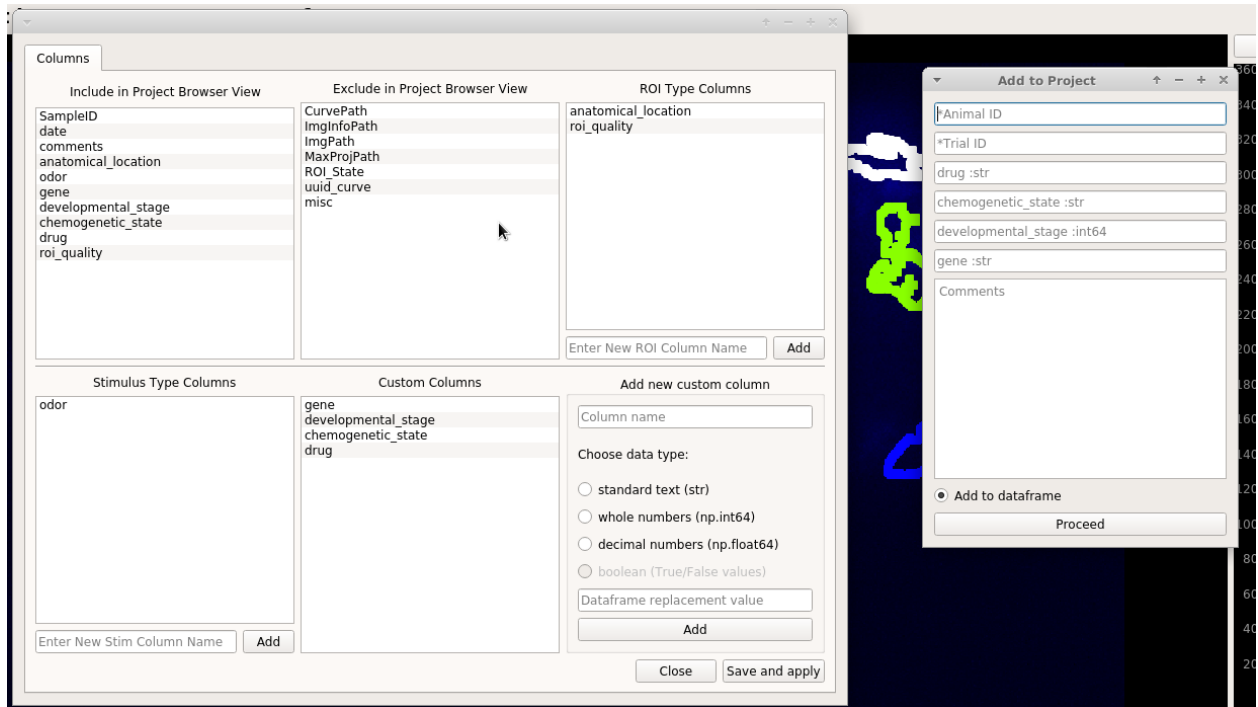 Columns
Include in Project Browser View
SampleID
date
comments
anatomical_location
odor
gene
developmental_stage
chemogenetic_state
drug
roi_quality
Exclude in Project Browser View
CurvePath
ImgInfoPath
ImgPath
MaxProjPath
ROI_State
uuid_curve
misc
ROI Type Columns
anatomical_location
roi_quality
Enter New ROI Column Name
Add
Stimulus Type Columns
odor
Enter New Stim Column Name
Add
Custom Columns
gene
developmental_stage
chemogenetic_state
drug
Add new custom column
Column name
Choose data type:
standard text (str)
whole numbers (np.int64)
decimal numbers (np.float64)
boolean (True/False values)
Dataframe replacement value
Add
Close
Save and apply
Add to Project
*Animal ID
*Trial ID
drug :str
chemogenetic_state :str
developmental_stage :int64
gene :str
Comments
Add to dataframe
Proceed
80
60
40
20